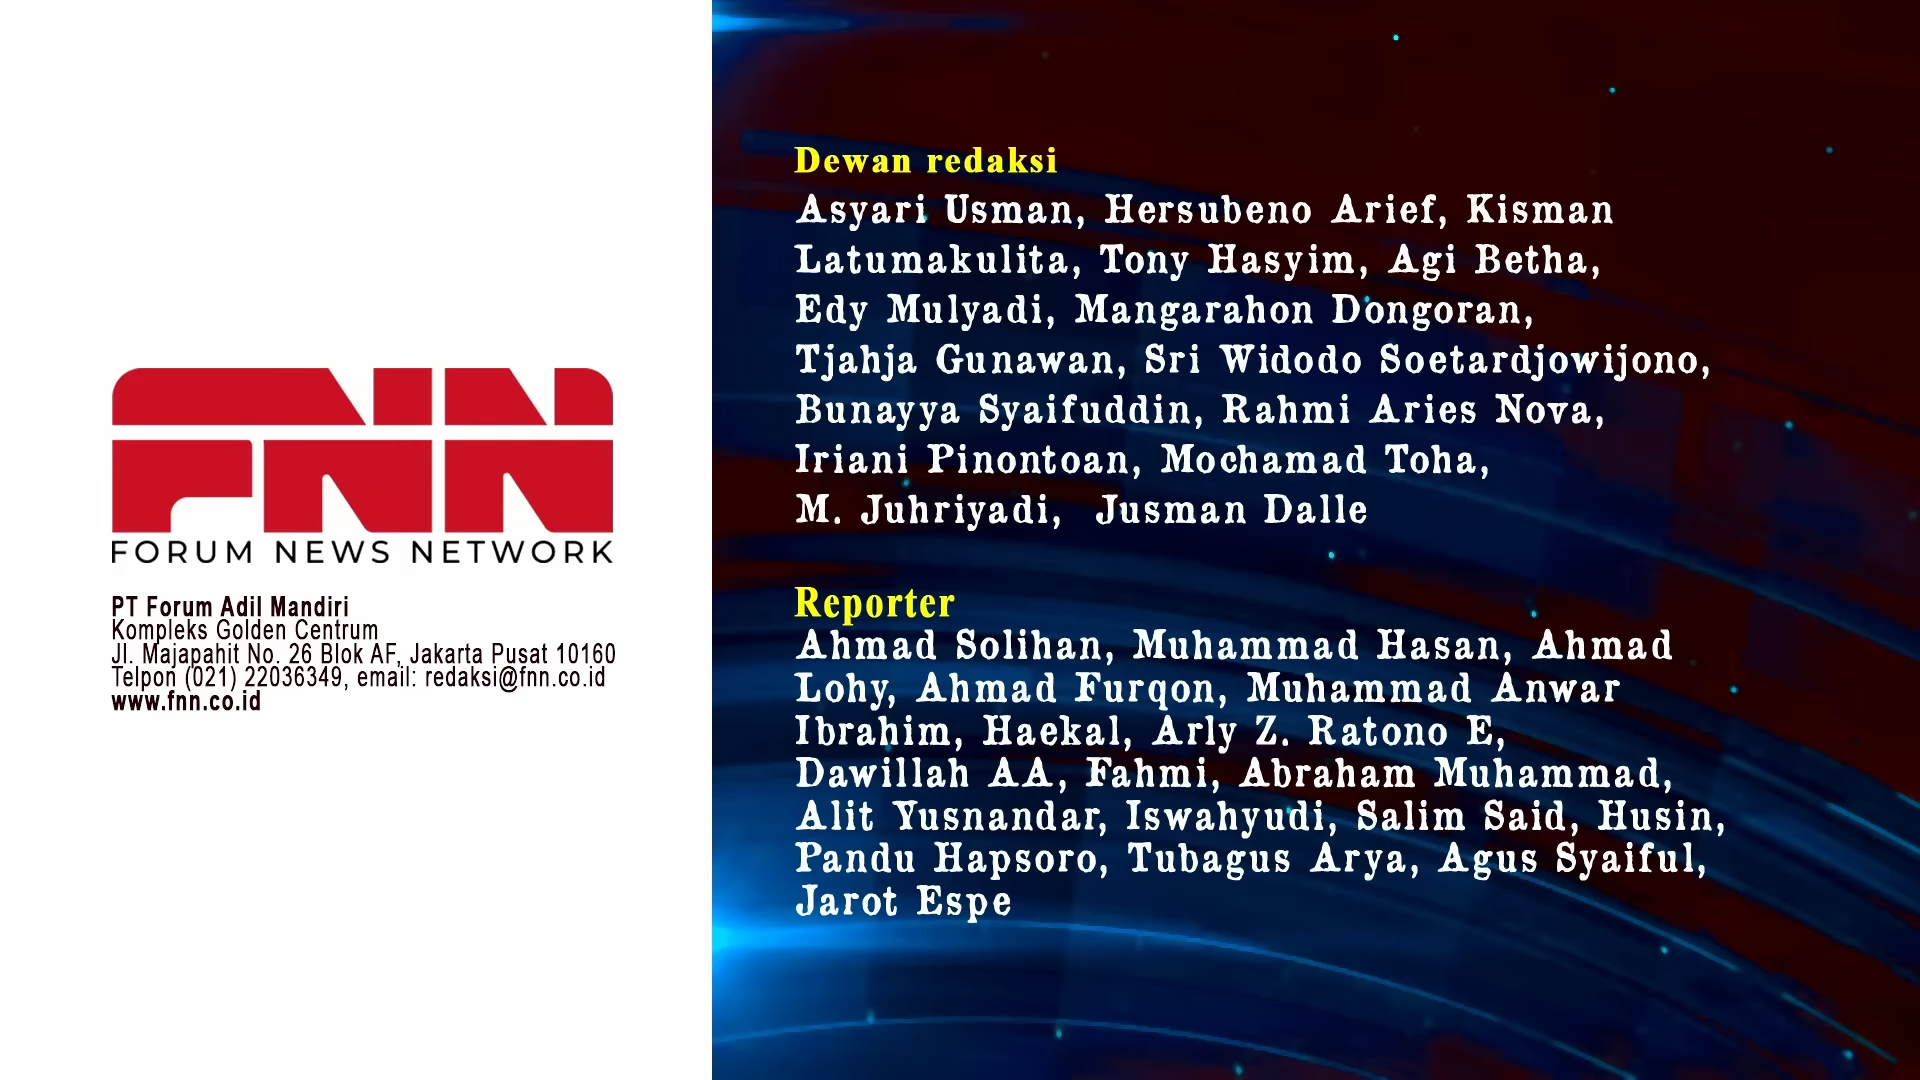 FNN
FORUM NEWS NETWORK
PT Forum Adil Mandiri
Kompleks Golden Centrum
Jl. Majapahit No. 26 Blok AF, Jakarta Pusat 10160
Telpon (021) 22036349, email: redaksi@fnn.co.id
www.fnn.co.id
Dewan redaksi
Asyari Usman, Hersubeno Arief, Kisman
Latumakulita, Tony Hasyim, Agi Betha,
Edy Mulyadi, Mangarahon Dongoran,
Tjahja Gunawan, Sri Widodo Soetardjowijono,
Bunayya Syaifuddin, Rahmi Aries Nova,
Iriani Pinontoan, Mochamad Toha,
M. Juhriyadi,  Jusman Dalle
Reporter
Ahmad Solihan, Muhammad Hasan, Ahmad
Lohy, Ahmad Furqon, Muhammad Anwar
Ibrahim, Haekal, Arly Z. Ratono E,
Dawillah AA, Fahmi, Abraham Muhammad,
Alit Yusnandar, Iswahyudi, Salim Said, Husin,
Pandu Hapsoro, Tubagus Arya, Agus Syaiful,
Jarot Espe